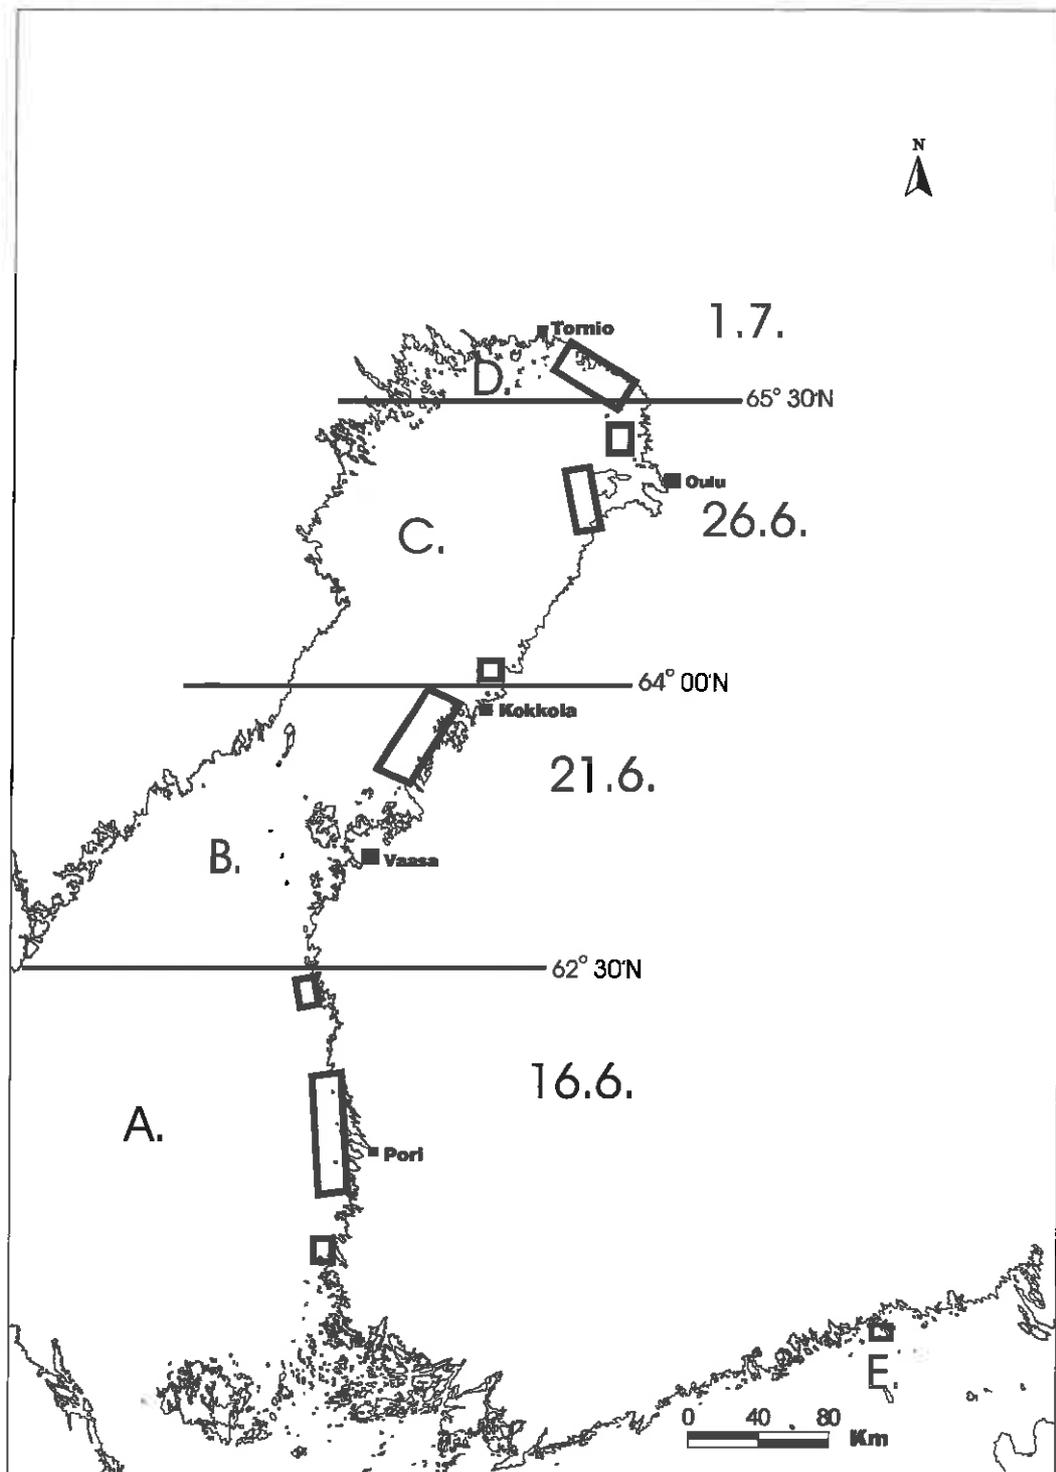 N
1.7.
Tornio
D.
65° 30'N
Oulu
26.6.
C.
64° 00'N
Kokkola
21.6.
B.
Vaasa
62° 30'N
16.6.
A.
Pori
E.
0 40 80
Km